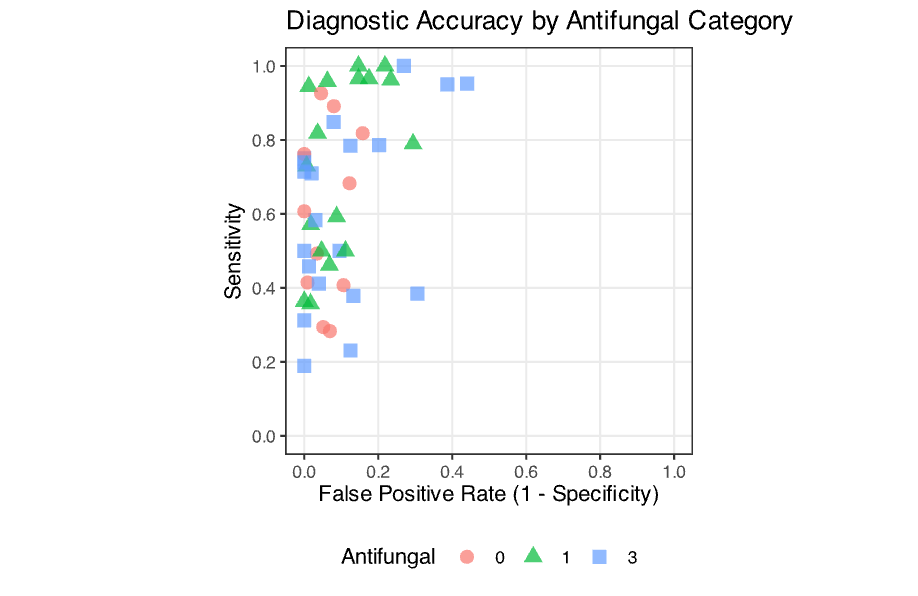 Diagnostic Accuracy by Antifungal Category
Sensitivity
1.0
0.8
0.6
0.4
0.2
0.0
0.0 0.2 0.4 0.6 0.8 1.0
False Positive Rate (1 - Specificity)
Antifungal 0 1 3